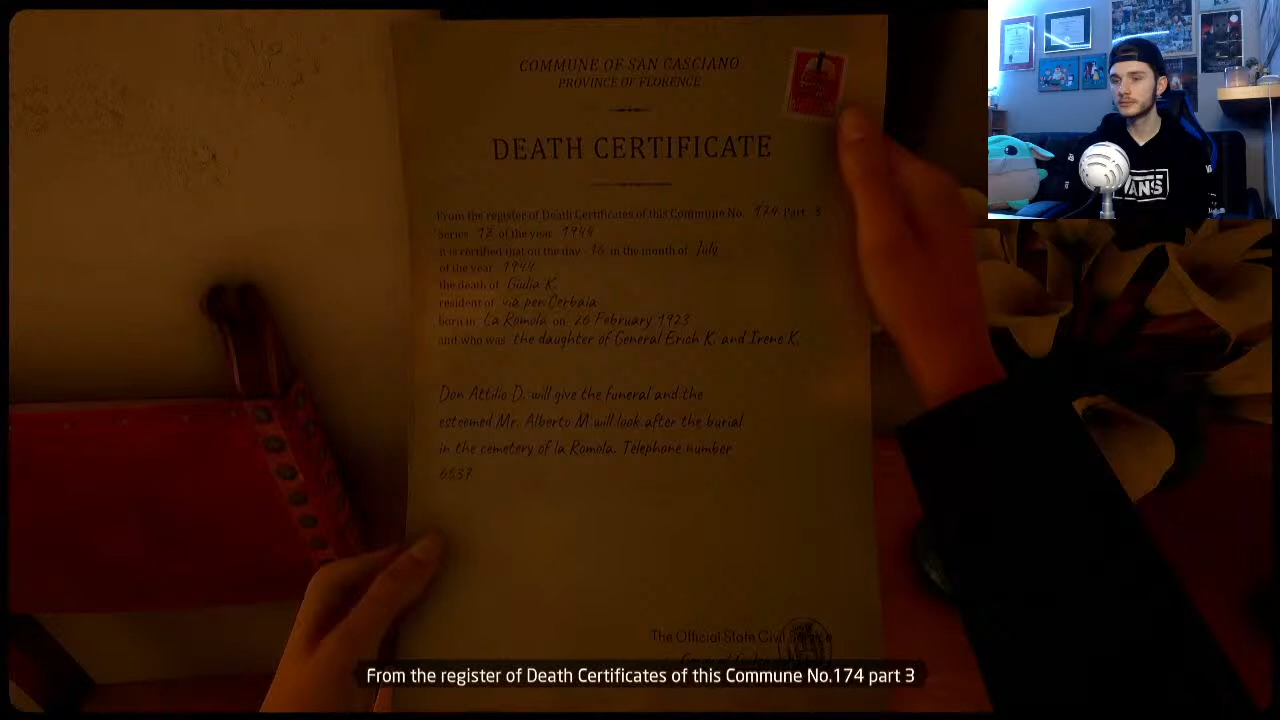 COMMUNE OF SAN CASCIANO
PROVINCE OF FLORENCE
DEATH CERTIFICATE
From the register of Death Certificates of this Commune No. 174 Part 3
Series 12 of the year 1944
it is certified that on the day 16 in the month of July
of the year 1944
the death of Giulia K.
resident of via per Cerbaia
born in La Romola on 26 February 1923
and who was the daughter of General Erich K. and Irene K.
Don Attilio D. will give the funeral and the
esteemed Mr. Alberto M will look after the burial
in the cemetery of la Romola. Telephone number
6637
The Official State Civil Service
From the register of Death Certificates of this Commune No.174 part 3
VANS